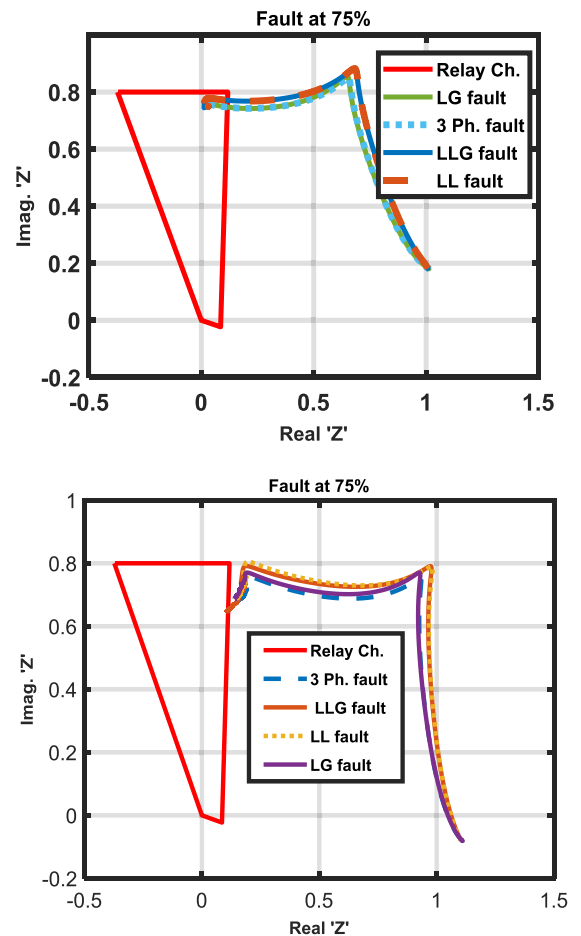 Fault at 75%
Imag. 'Z'
0.8
0.6
0.4
0.2
0
-0.2
-0.5
0
0.5
1
1.5
Real 'Z'
Relay Ch.
LG fault
3 Ph. fault
LLG fault
LL fault
Fault at 75%
Imag. 'Z'
1
0.8
0.6
0.4
0.2
0
-0.2
-0.5
0
0.5
1
1.5
Real 'Z'
Relay Ch.
3 Ph. fault
LLG fault
LL fault
LG fault